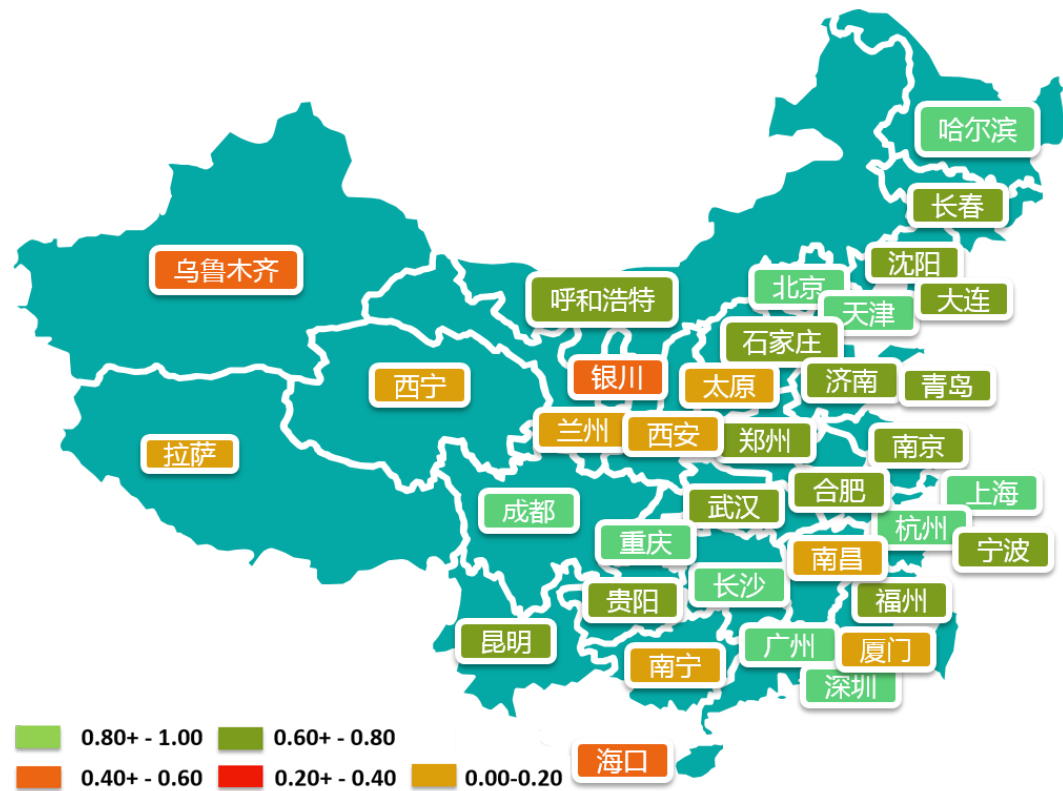 哈尔滨
长春
沈阳
乌鲁木齐
北京
呼和浩特
大连
天津
石家庄
银川
济南
西宁
太原
青岛
兰州
西安
郑州
南京
拉萨
合肥
上海
武汉
成都
杭州
重庆
宁波
南昌
长沙
贵阳
福州
昆明
广州
厦门
南宁
深圳
0.80+ - 1.00
0.60+ - 0.80
海口
0.40+ - 0.60
0.20+ - 0.40
0.00-0.20